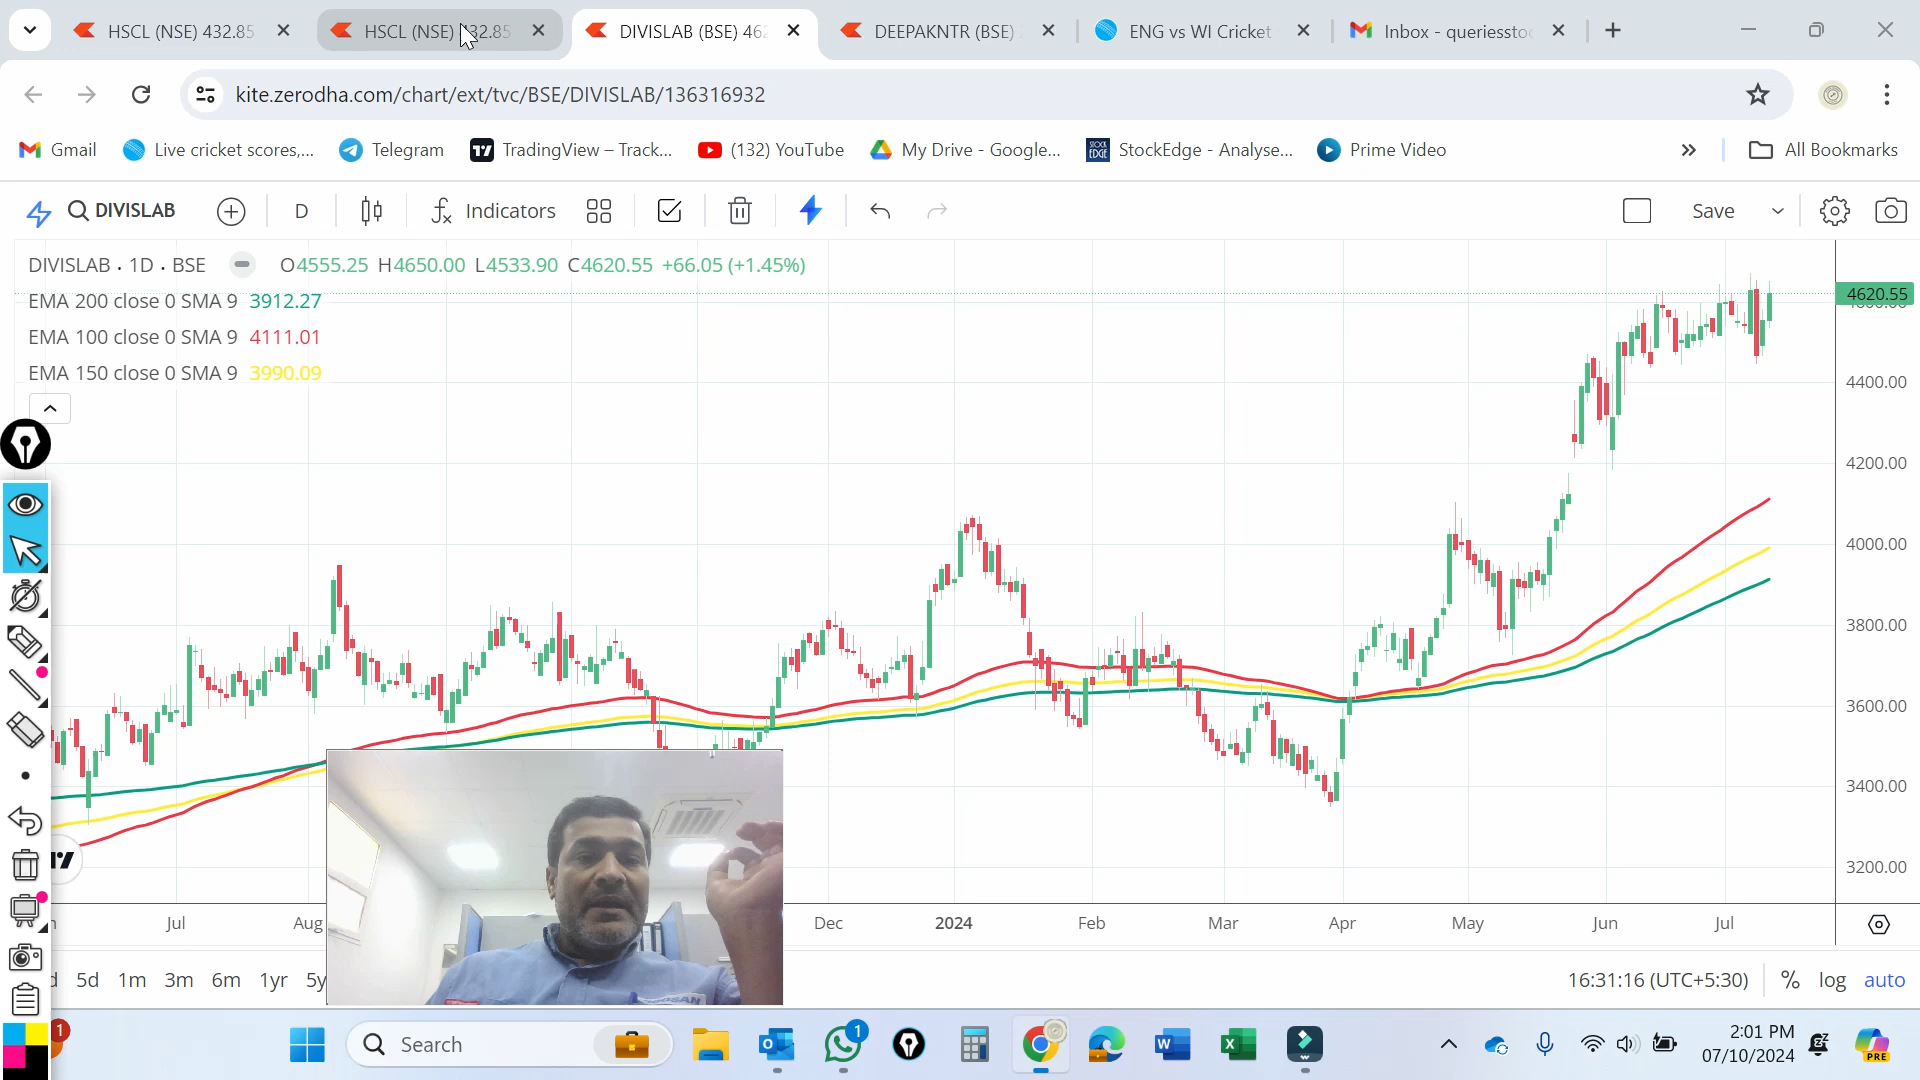 HSCL (NSE) 432.85
HSCL (NSE) 432.85
DIVISLAB (BSE) 462
DEEPAKNTR (BSE)
ENG vs WI Cricket
Inbox - queriessto
kite.zerodha.com/chart/ext/tvc/BSE/DIVISLAB/136316932
Gmail
Live cricket scores,...
Telegram
TradingView – Track...
(132) YouTube
My Drive - Google...
StockEdge - Analyse...
Prime Video
All Bookmarks
DIVISLAB
D
Indicators
Save
DIVISLAB · 1D · BSE
O4555.25 H4650.00 L4533.90 C4620.55 +66.05 (+1.45%)
EMA 200 close 0 SMA 9 3912.27
EMA 100 close 0 SMA 9 4111.01
EMA 150 close 0 SMA 9 3990.09
4620.55
4400.00
4200.00
4000.00
3800.00
3600.00
3400.00
3200.00
Jul
Aug
Dec
2024
Feb
Mar
Apr
May
Jun
Jul
5d 1m 3m 6m 1yr 5y
16:31:16 (UTC+5:30)
% log auto
1
Search
1
2:01 PM
07/10/2024
PRE